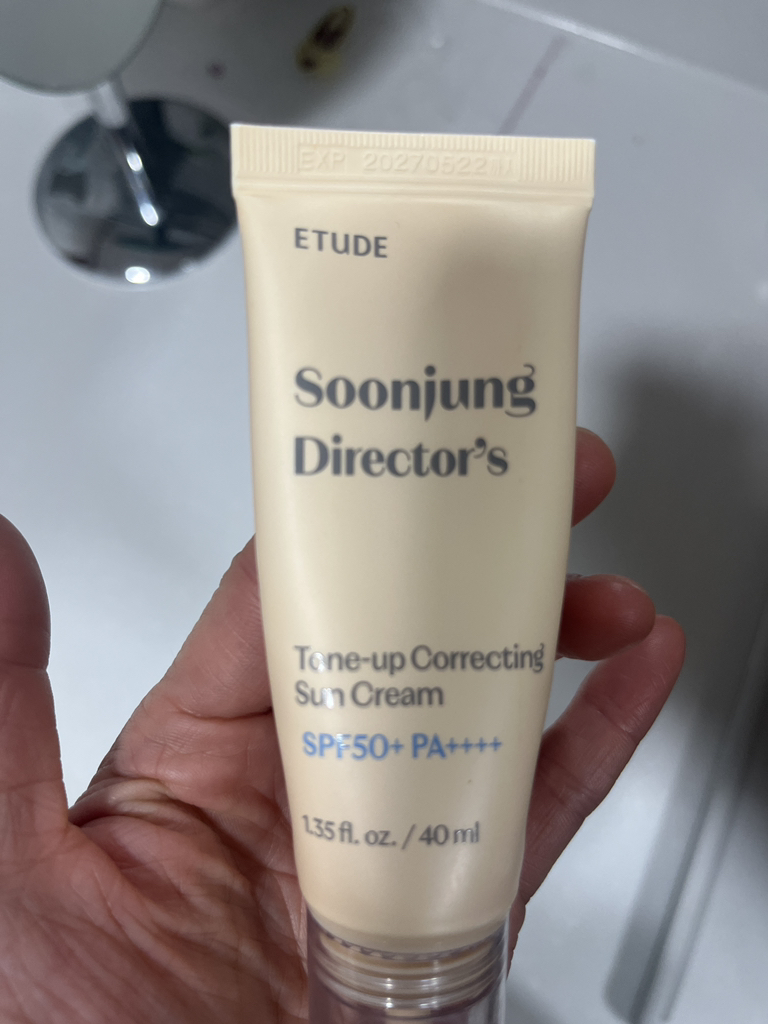 EXP 20270522
ETUDE
Soonjung
Director's
Tone-up Correcting
Sun Cream
SPF50+ PA++++
1.35 fl. oz. / 40 ml